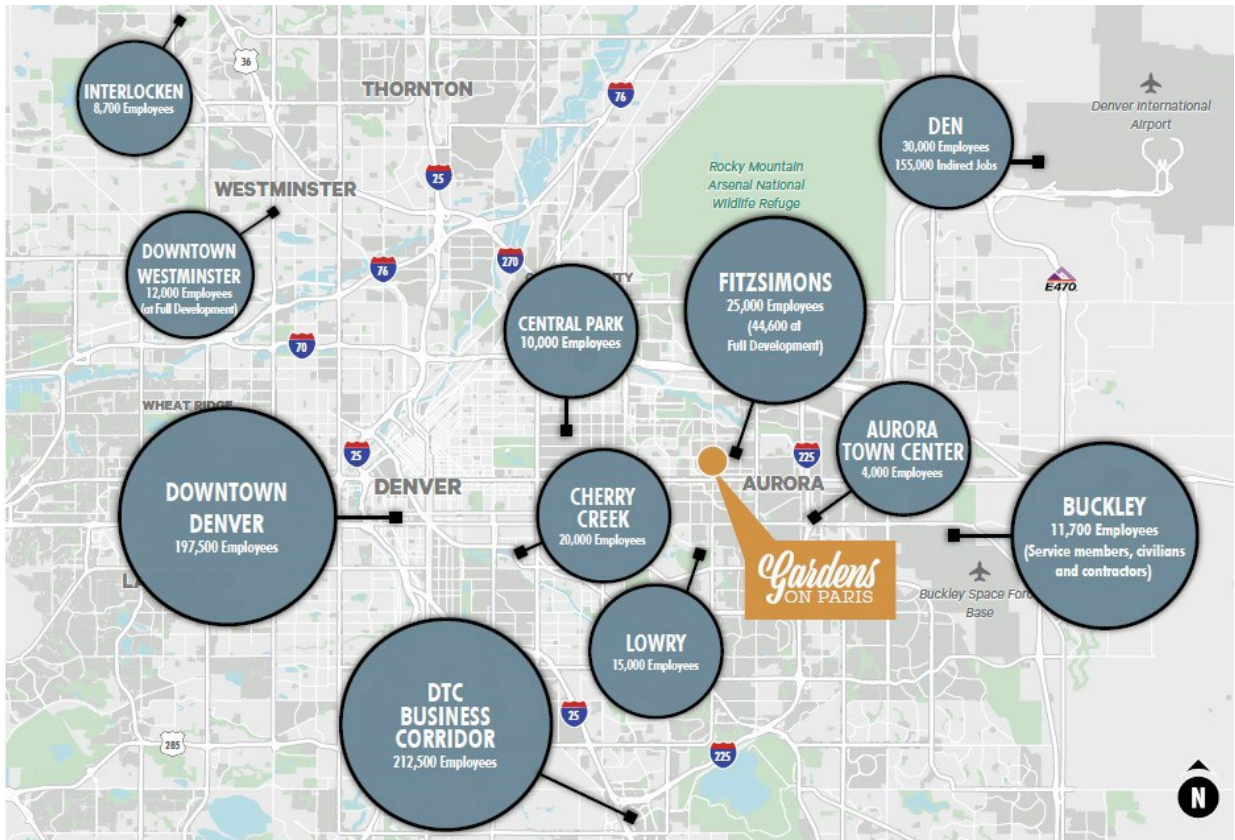 INTERLOCKEN
8,700 Employees
36
THORNTON
76
DEN
30,000 Employees
155,000 Indirect Jobs
Denver International
Airport
Rocky Mountain
Arsenal National
Wildlife Refuge
25
WESTMINSTER
DOWNTOWN
WESTMINSTER
12,000 Employees
(at Full Development)
76
270
E470
FITZSIMONS
25,000 Employees
(44,600 at
Full Development)
CENTRAL PARK
10,000 Employees
70
WHEAT RIDGE
25
DENVER
DOWNTOWN
DENVER
197,500 Employees
CHERRY
CREEK
20,000 Employees
225
AURORA
AURORA
TOWN CENTER
4,000 Employees
BUCKLEY
11,700 Employees
(Service members, civilians
and contractors)
Gardens
ON PARIS
Buckley Space For
Base
LOWRY
15,000 Employees
DTC
BUSINESS
CORRIDOR
212,500 Employees
25
285
225
N